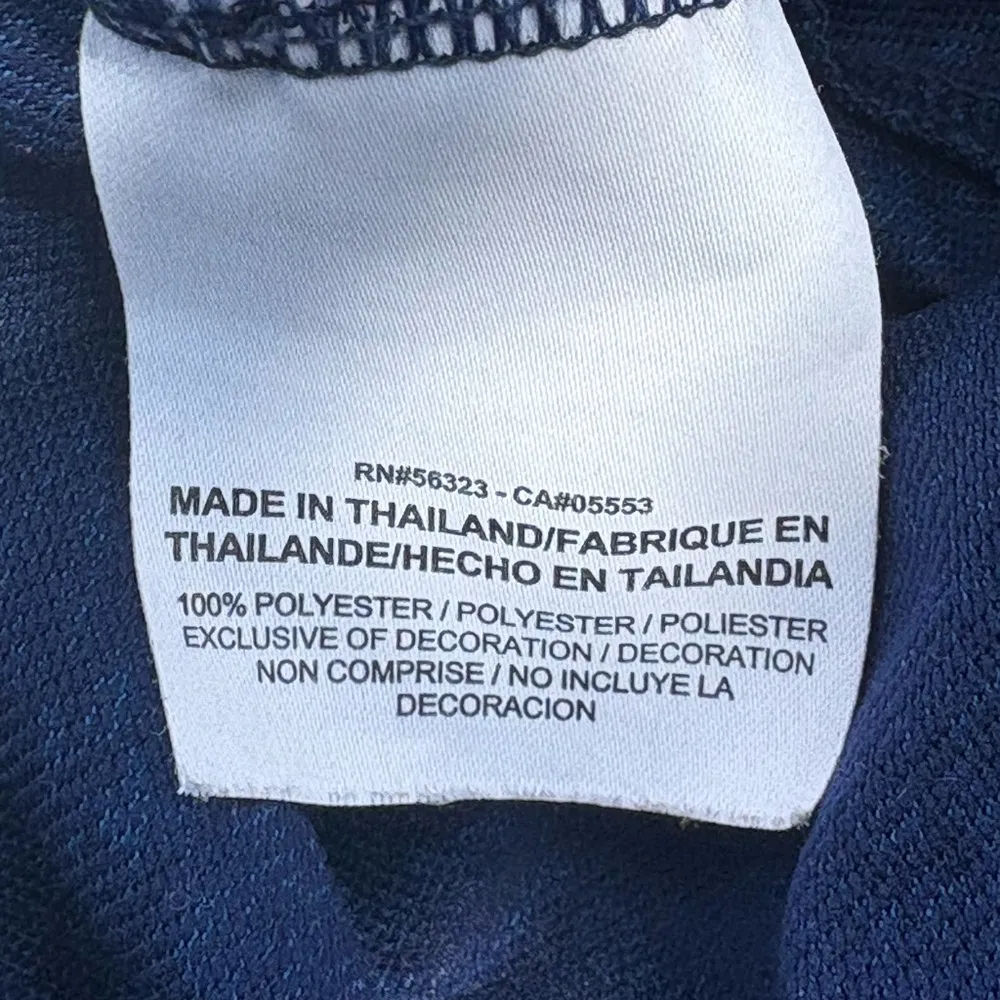 RN#56323 - CA#05553
MADE IN THAILAND/FABRIQUE EN
THAILANDE/HECHO EN TAILANDIA
100% POLYESTER / POLYESTER / POLIESTER
EXCLUSIVE OF DECORATION / DECORATION
NON COMPRISE / NO INCLUYE LA
DECORACION